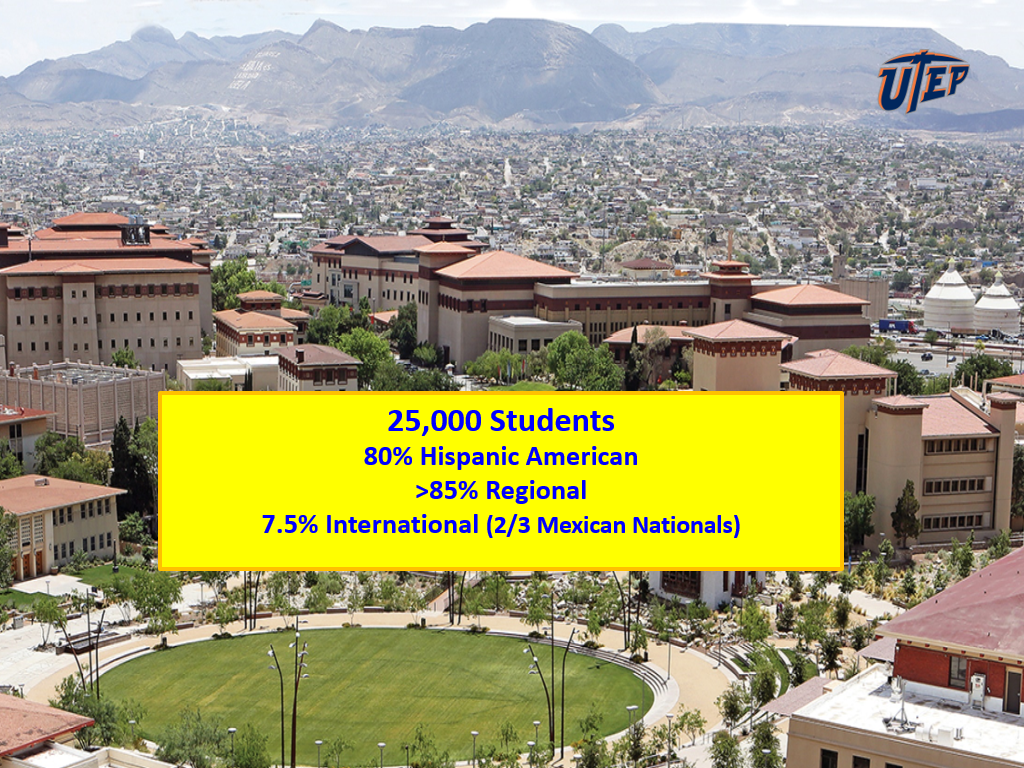 UTEP
25,000 Students
80% Hispanic American
>85% Regional
7.5% International (2/3 Mexican Nationals)